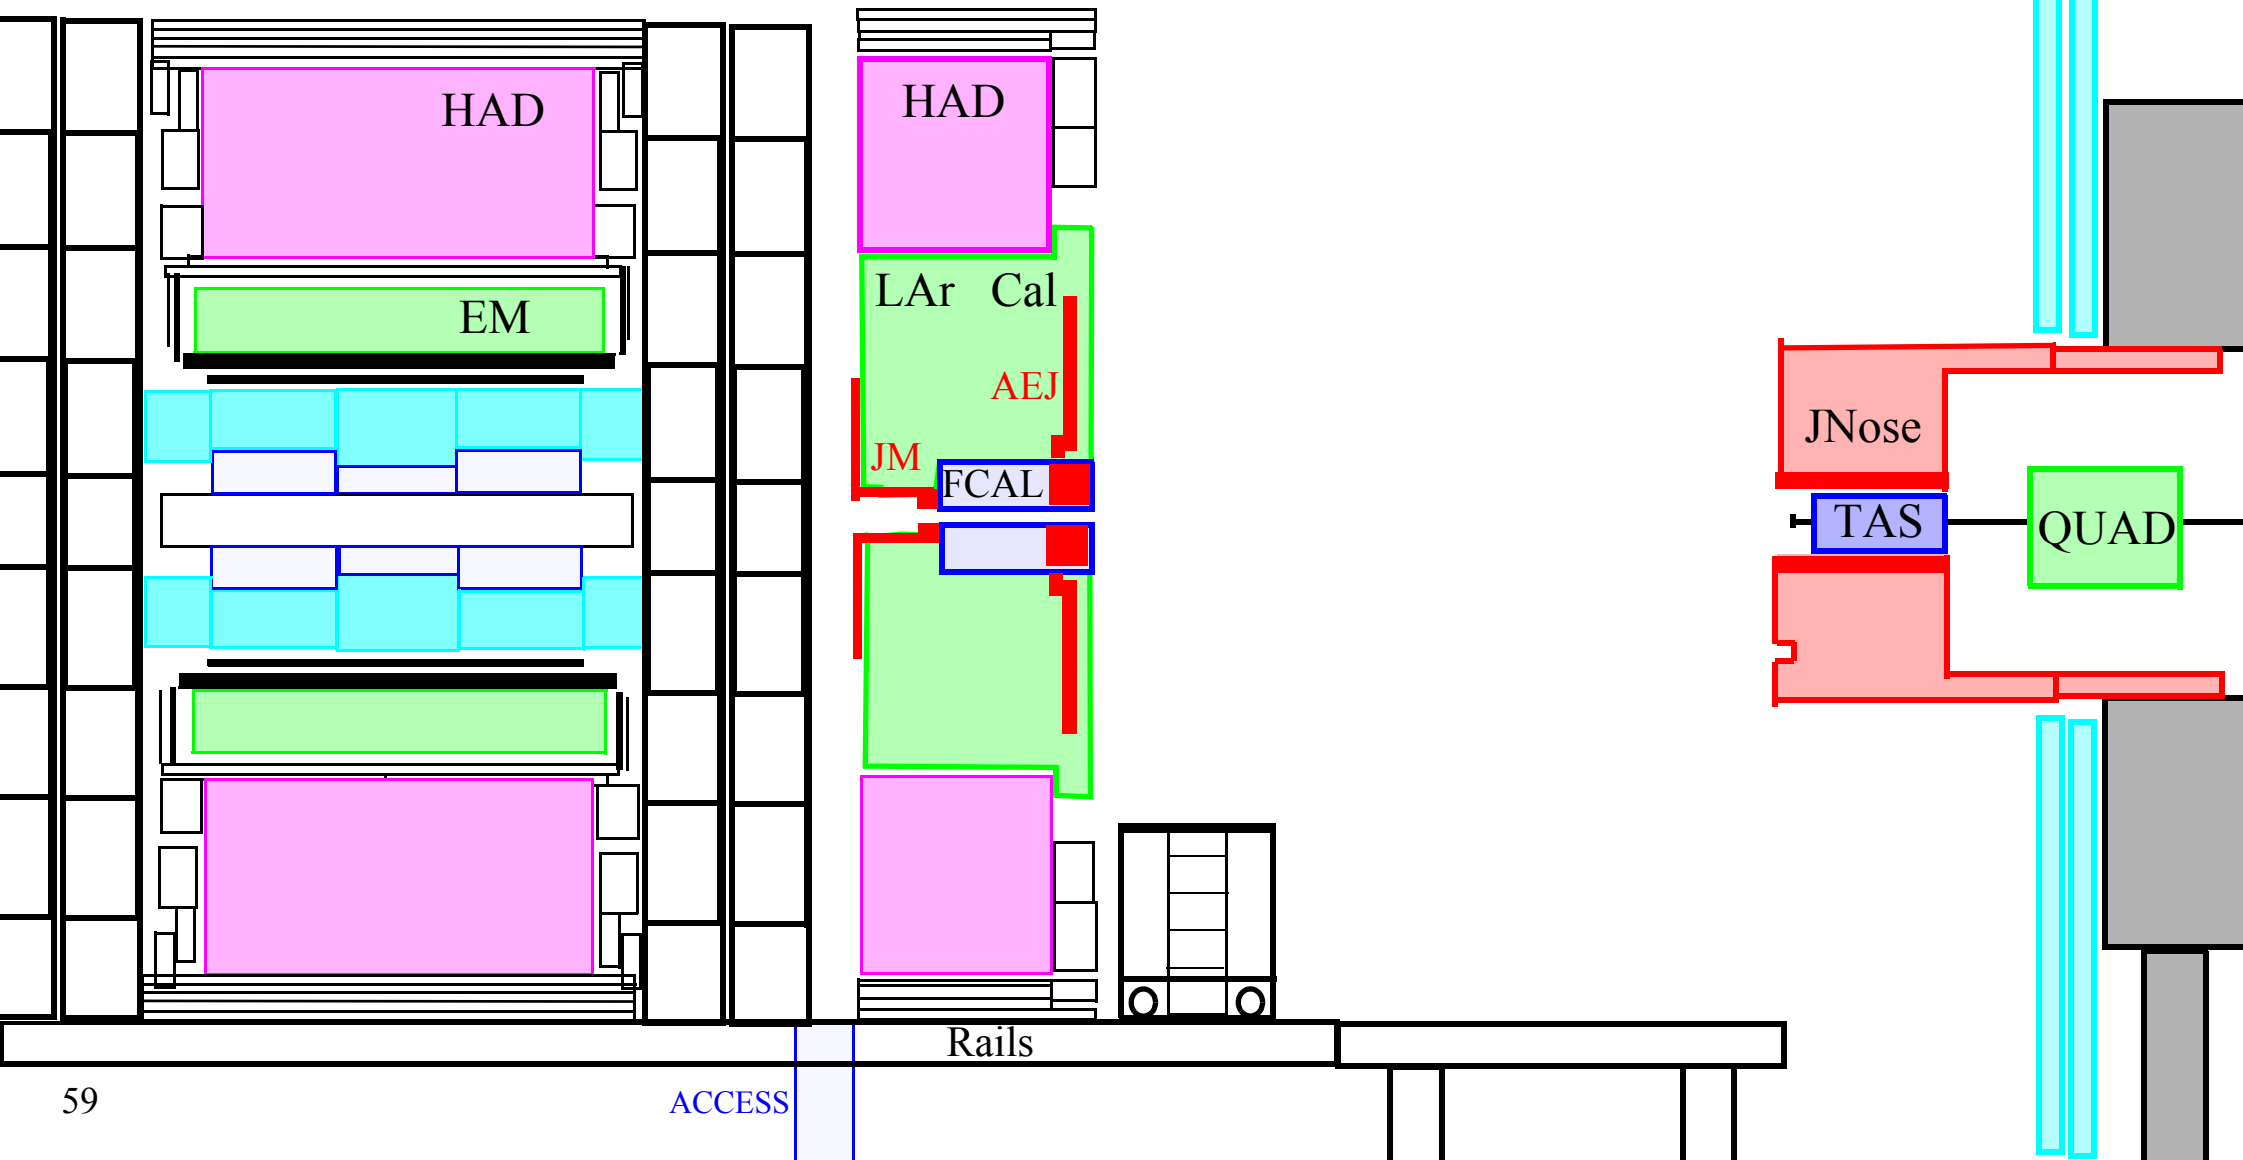 HAD
HAD
LAr Cal
EM
AEJ
JNose
JM
FCAL
TAS
QUAD
Rails
59
ACCESS